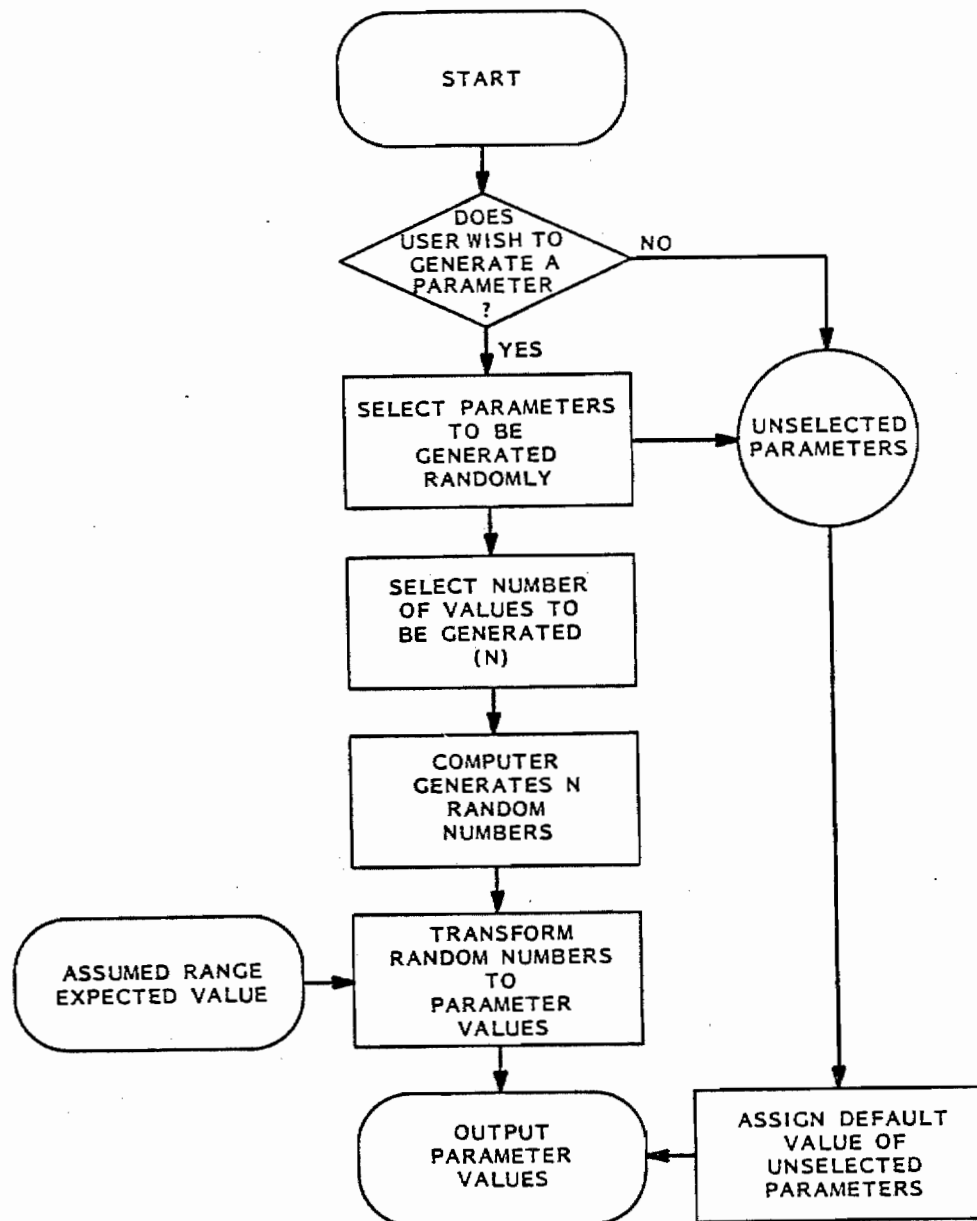 START
DOES
USER WISH TO
GENERATE A
PARAMETER
?
NO
YES
SELECT PARAMETERS
TO BE
GENERATED
RANDOMLY
UNSELECTED
PARAMETERS
SELECT NUMBER
OF VALUES TO
BE GENERATED
(N)
COMPUTER
GENERATES N
RANDOM
NUMBERS
ASSUMED RANGE
EXPECTED VALUE
TRANSFORM
RANDOM NUMBERS
TO
PARAMETER
VALUES
OUTPUT
PARAMETER
VALUES
ASSIGN DEFAULT
VALUE OF
UNSELECTED
PARAMETERS